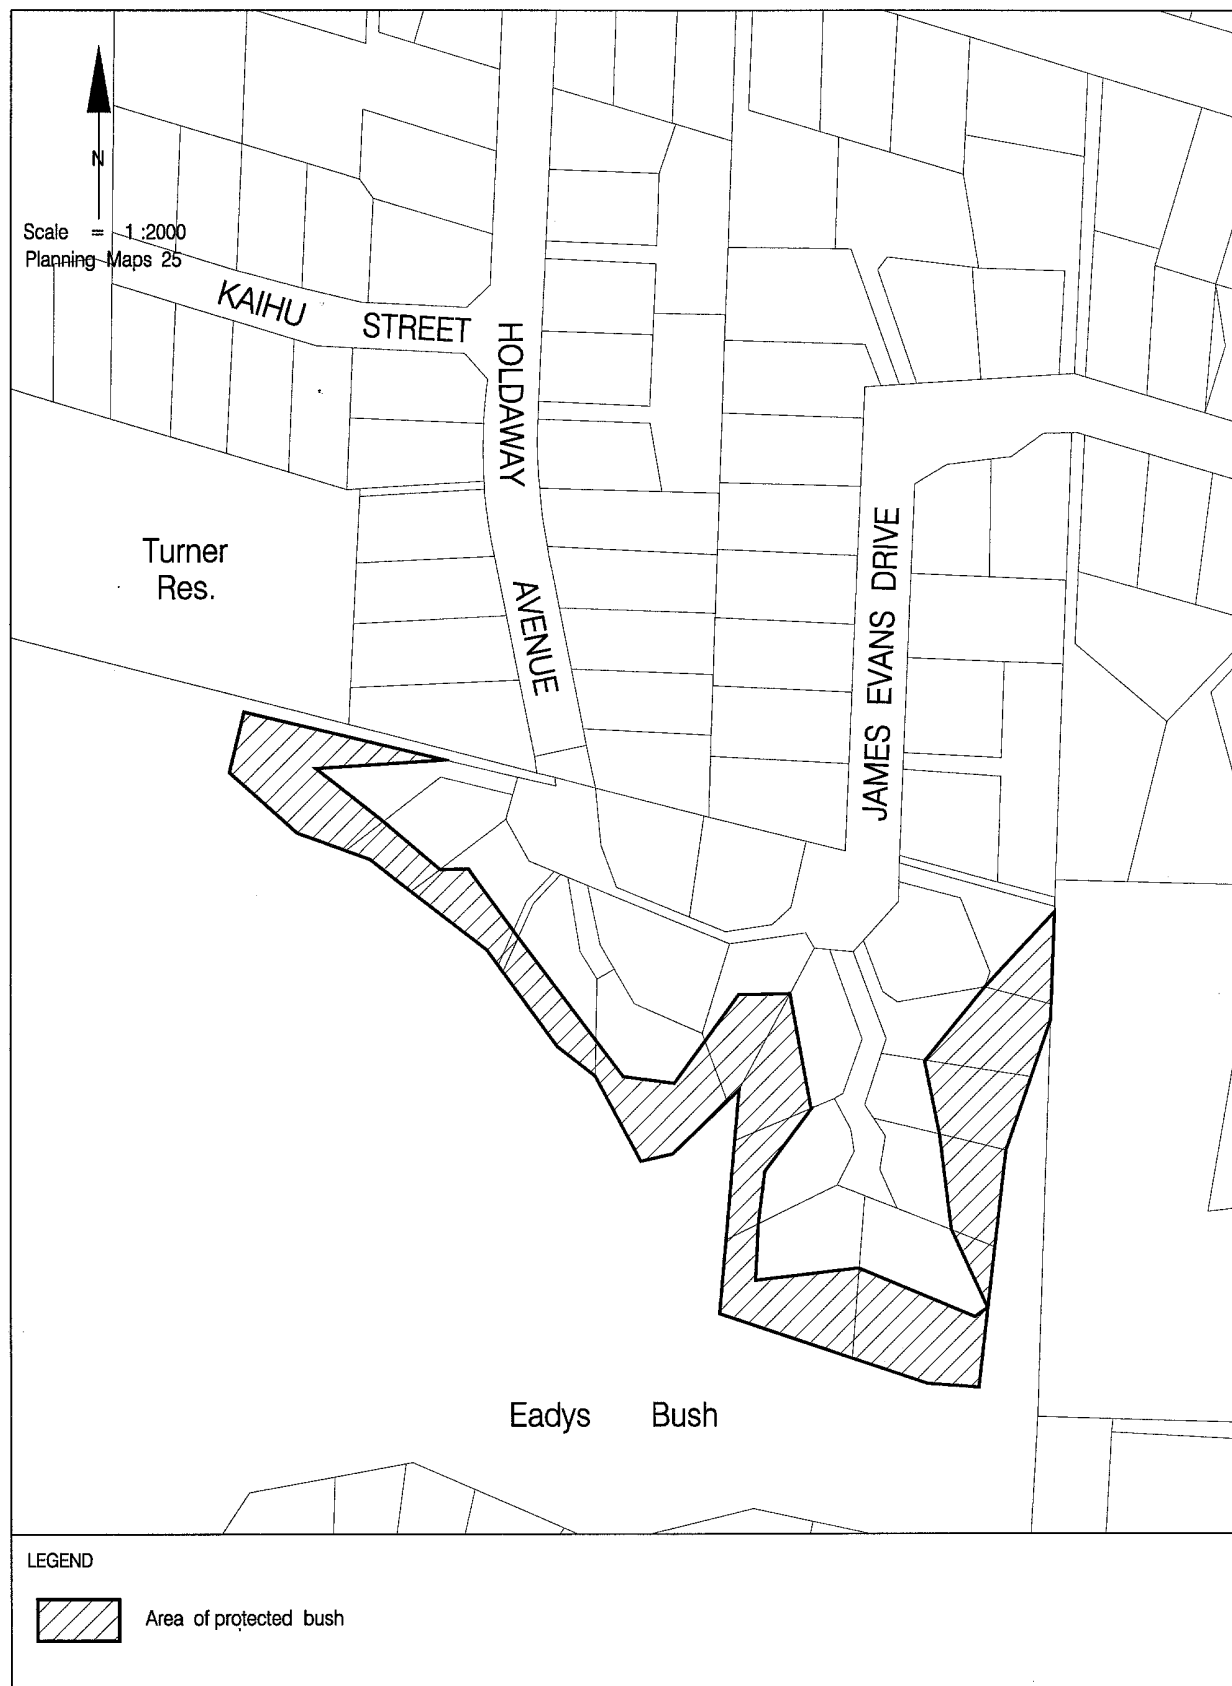 N
Scale = 1:2000
Planning Maps 25
KAIHU STREET
HOLDAWAY
AVENUE
JAMES EVANS DRIVE
Turner
Res.
Eadys Bush
LEGEND
Area of protected bush